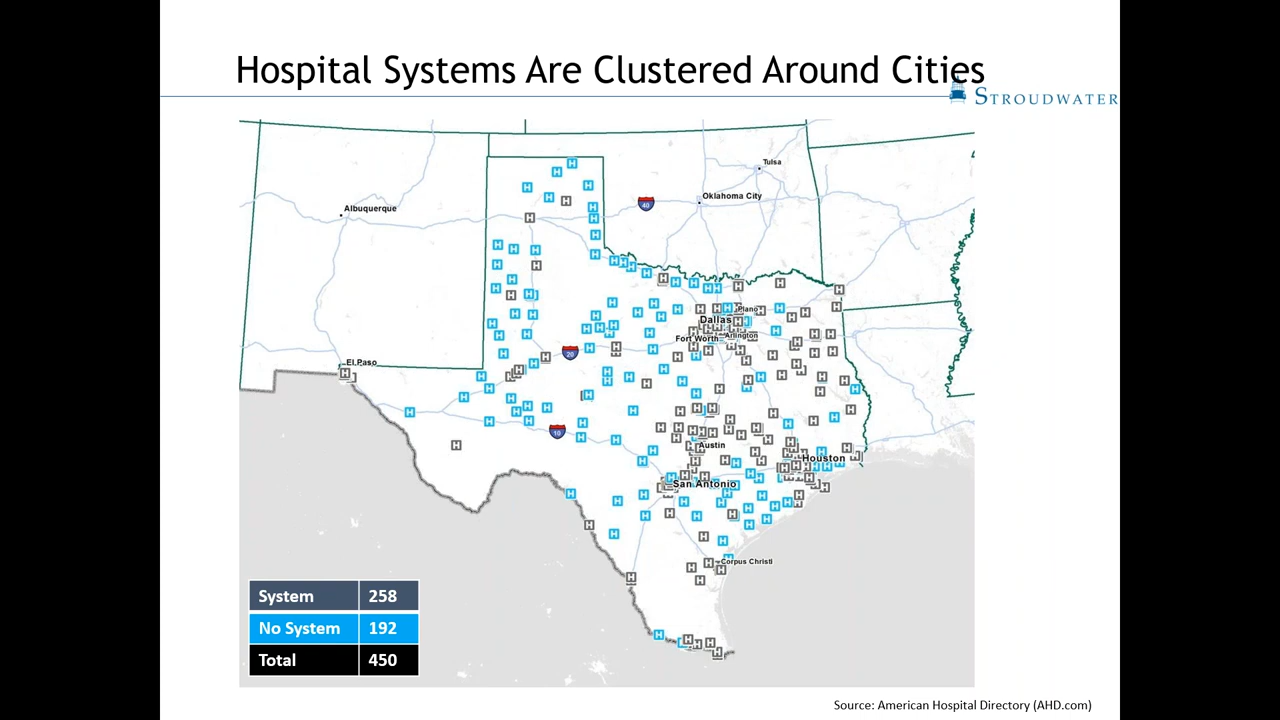 Hospital Systems Are Clustered Around Cities
STROUDWATER
Tulsa
Oklahoma City
40
Albuquerque
Plano
Dallas
Fort Worth
Arlington
20
El Paso
10
Austin
Houston
San Antonio
Corpus Christi
System 258
No System 192
Total 450
Source: American Hospital Directory (AHD.com)